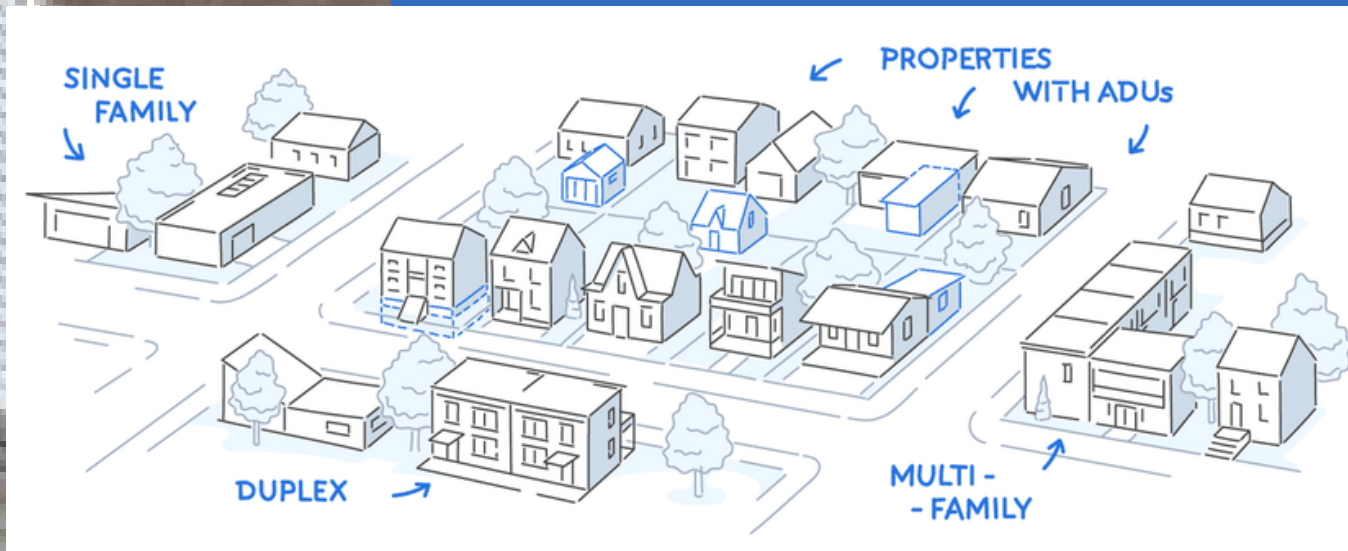 SINGLE
FAMILY
PROPERTIES
WITH ADUs
DUPLEX
MULTI -
- FAMILY